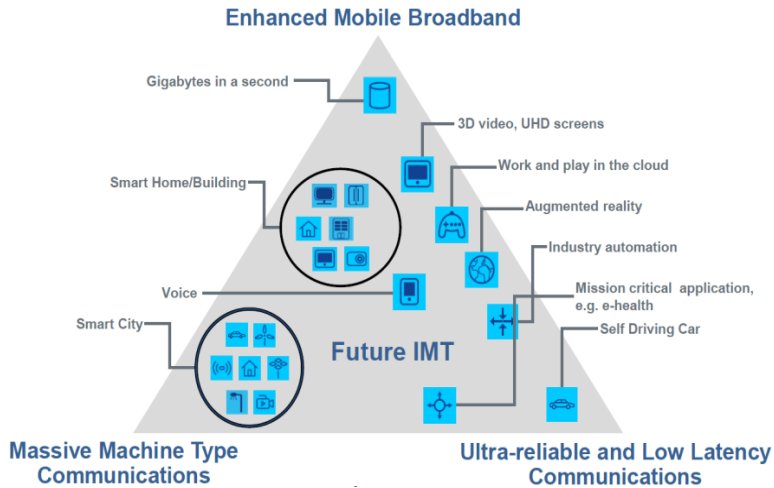 Enhanced Mobile Broadband
Gigabytes in a second
3D video, UHD screens
Work and play in the cloud
Smart Home/Building
Augmented reality
Industry automation
Mission critical application,
e.g. e-health
Voice
Smart City
Self Driving Car
Future IMT
Massive Machine Type
Communications
Ultra-reliable and Low Latency
Communications